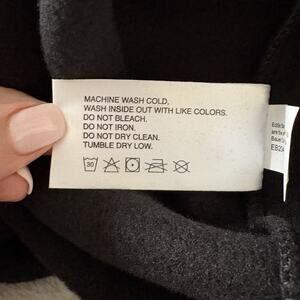 MACHINE WASH COLD,
WASH INSIDE OUT WITH LIKE COLORS.
DO NOT BLEACH.
DO NOT IRON.
DO NOT DRY CLEAN.
TUMBLE DRY LOW.
30